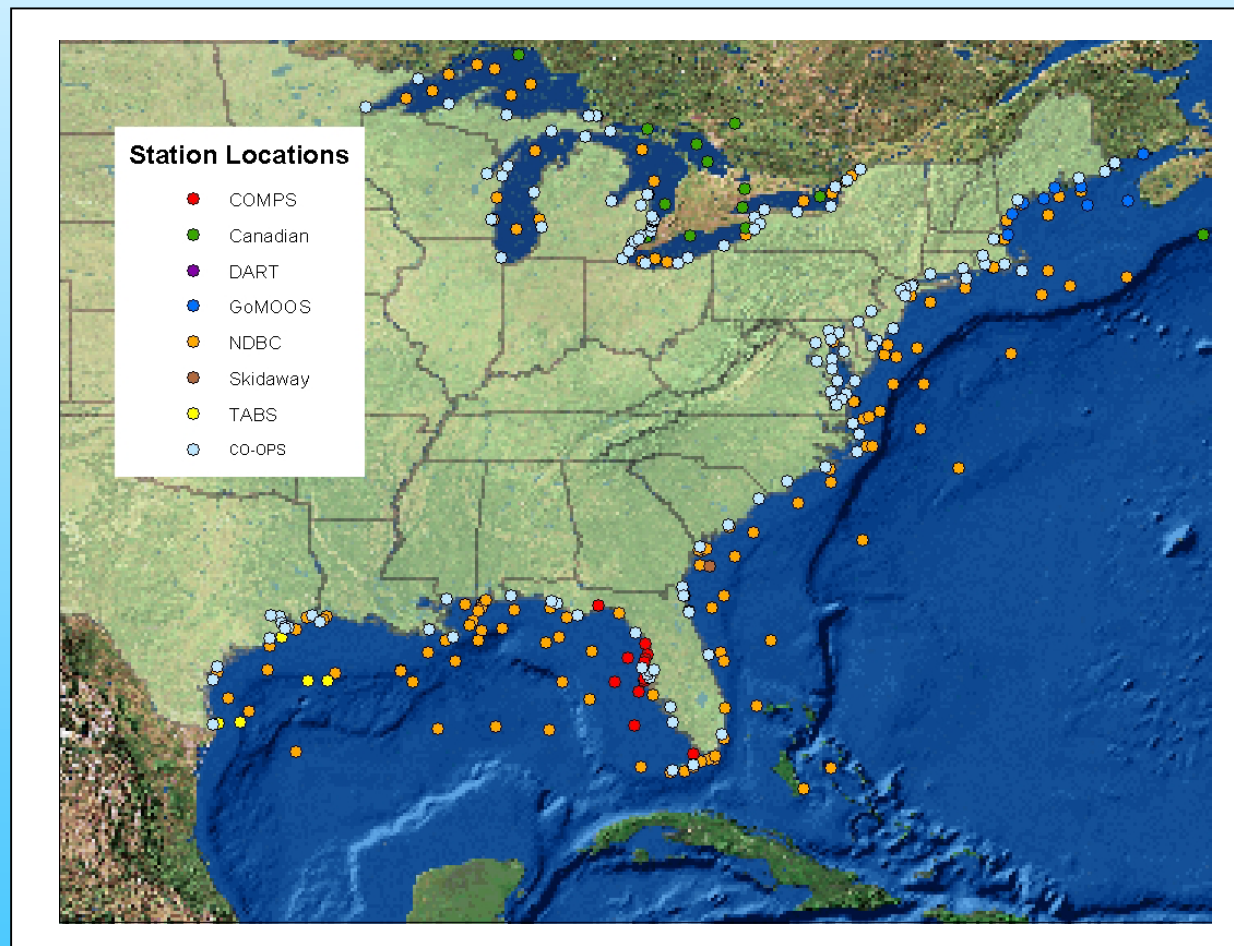 Station Locations
COMPS
Canadian
DART
GoMOOS
NDBC
Skidaway
TABS
CO-OPS